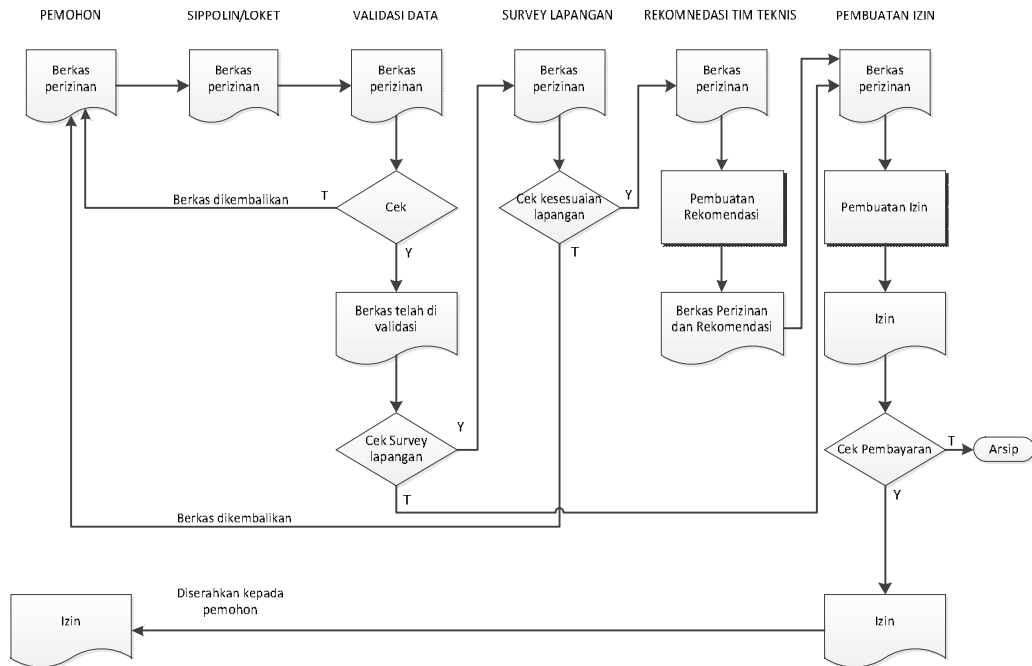 PEMOHON
SIPPOLIN/LOKET
VALIDASI DATA
SURVEY LAPANGAN
REKOMNEDASI TIM TEKNIS
PEMBUATAN IZIN
Berkas
perizinan
Berkas
perizinan
Berkas
perizinan
Berkas
perizinan
Berkas
perizinan
Berkas
perizinan
Berkas dikembalikan
T
Cek
Y
Cek kesesuaian
lapangan
Y
T
Pembuatan
Rekomendasi
Pembuatan Izin
Berkas telah di
validasi
Berkas Perizinan
dan Rekomendasi
Izin
Cek Survey
lapangan
Y
T
Cek Pembayaran
T
Arsip
Y
Berkas dikembalikan
Izin
Diserahkan kepada
pemohon
Izin